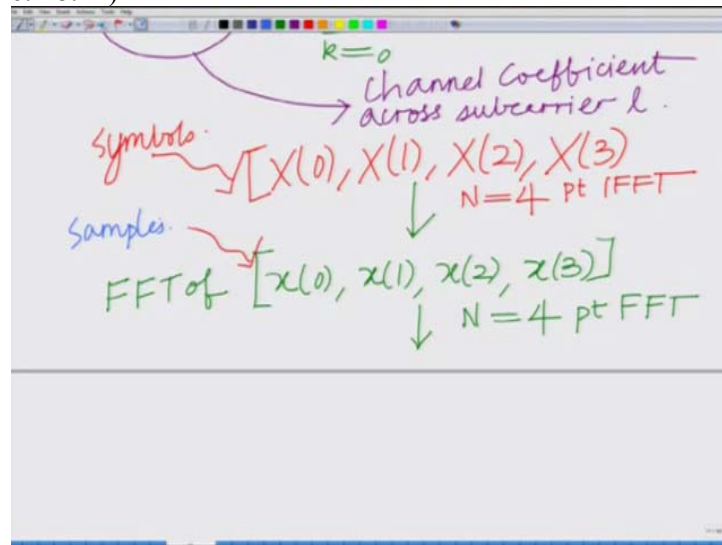 k=0
Channel Coefficient
across subcarrier l.
Symbols.
[X(0), X(1), X(2), X(3)
N=4 pt IFFT
Samples.
FFT of [x(0), x(1), x(2), x(3)]
N=4 pt FFT